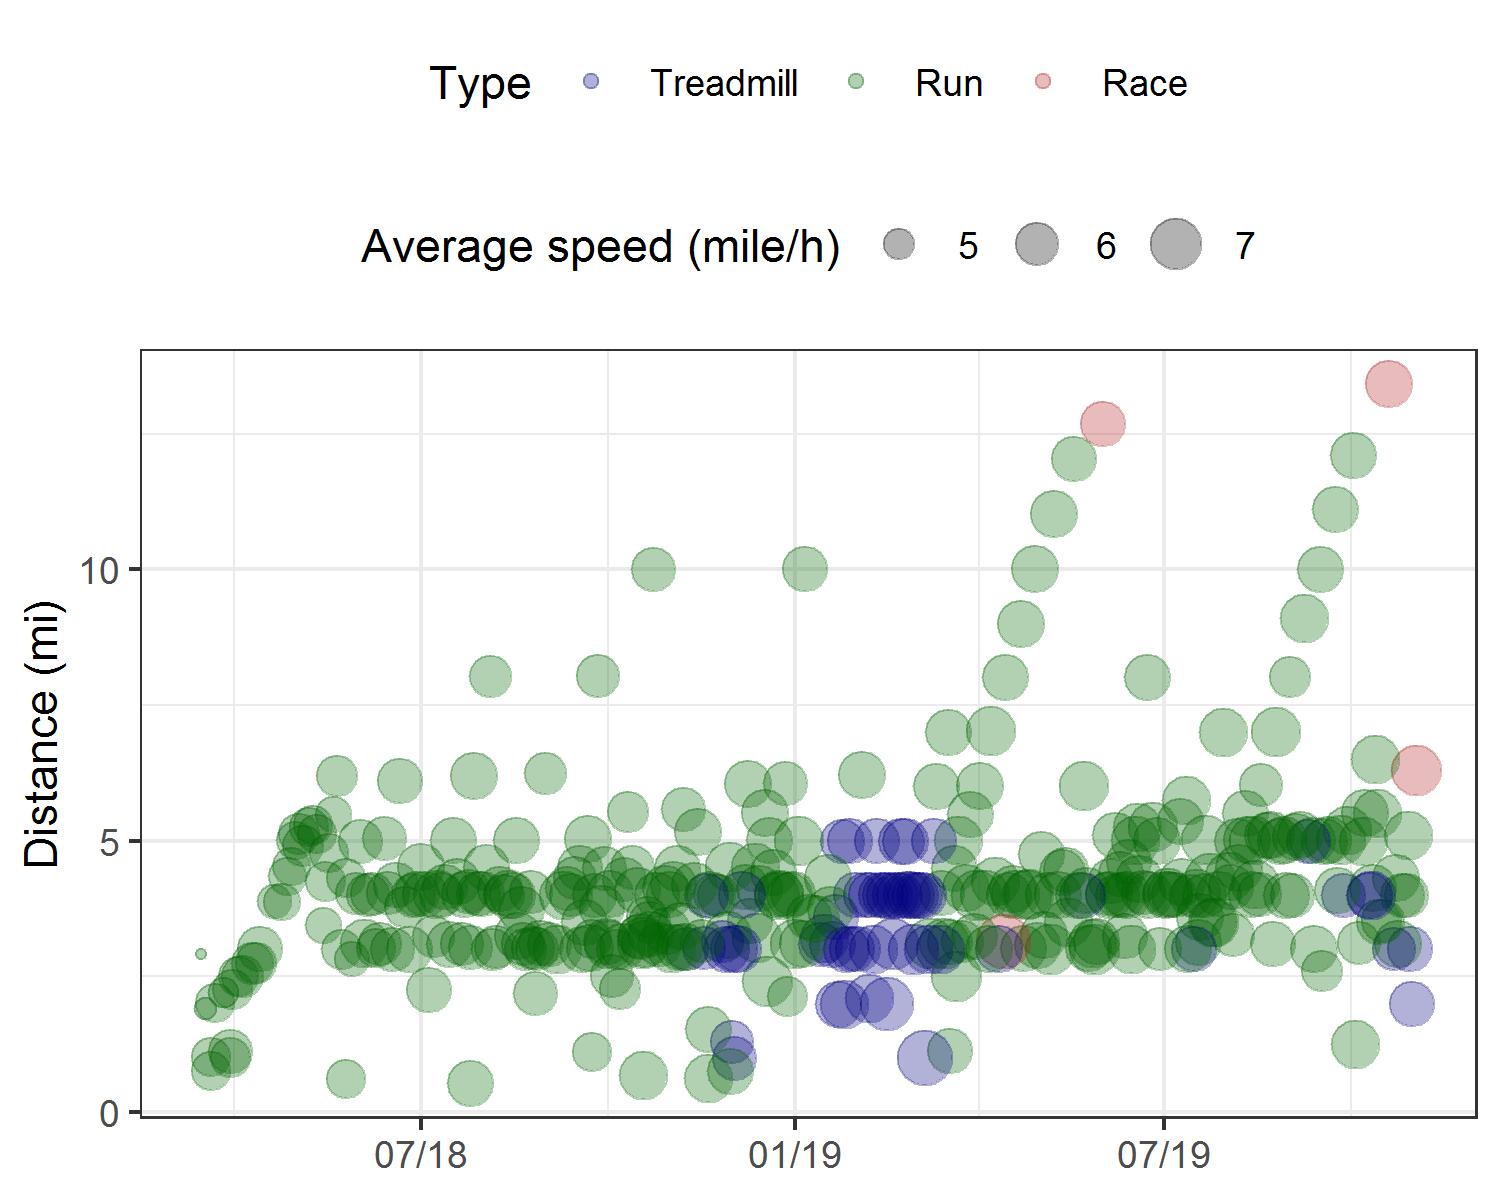 Type Treadmill Run Race
Average speed (mile/h) 5 6 7
Distance (mi)
10
5
0
07/18 01/19 07/19